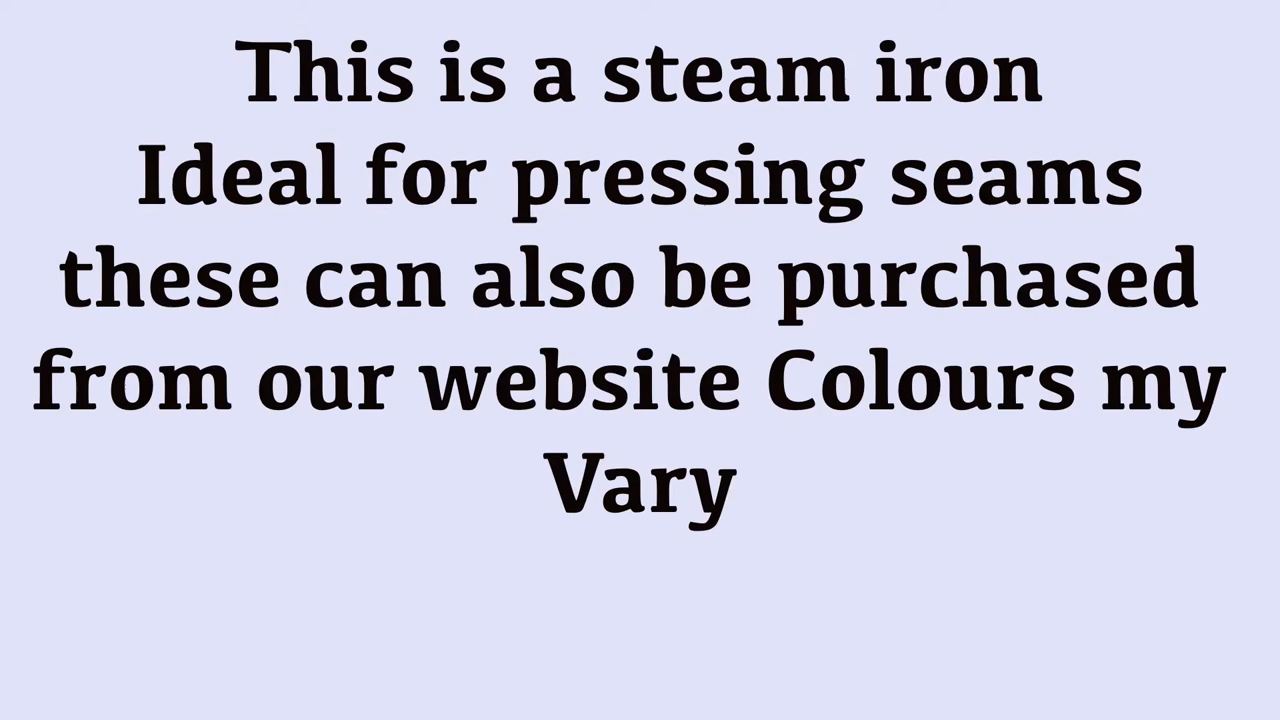 This is a steam iron
Ideal for pressing seams
these can also be purchased
from our website Colours my
Vary